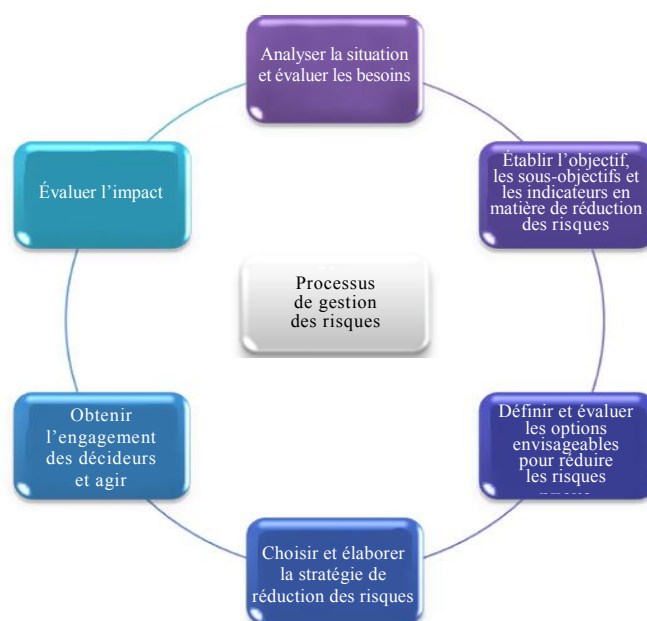 Analyser la situation
et évaluer les besoins
Établir l’objectif,
les sous-objectifs et
les indicateurs en
matière de réduction
des risques
Définir et évaluer
les options
envisageables
pour réduire
les risques
Choisir et élaborer
la stratégie de
réduction des risques
Obtenir
l’engagement
des décideurs
et agir
Évaluer l’impact
Processus
de gestion
des risques